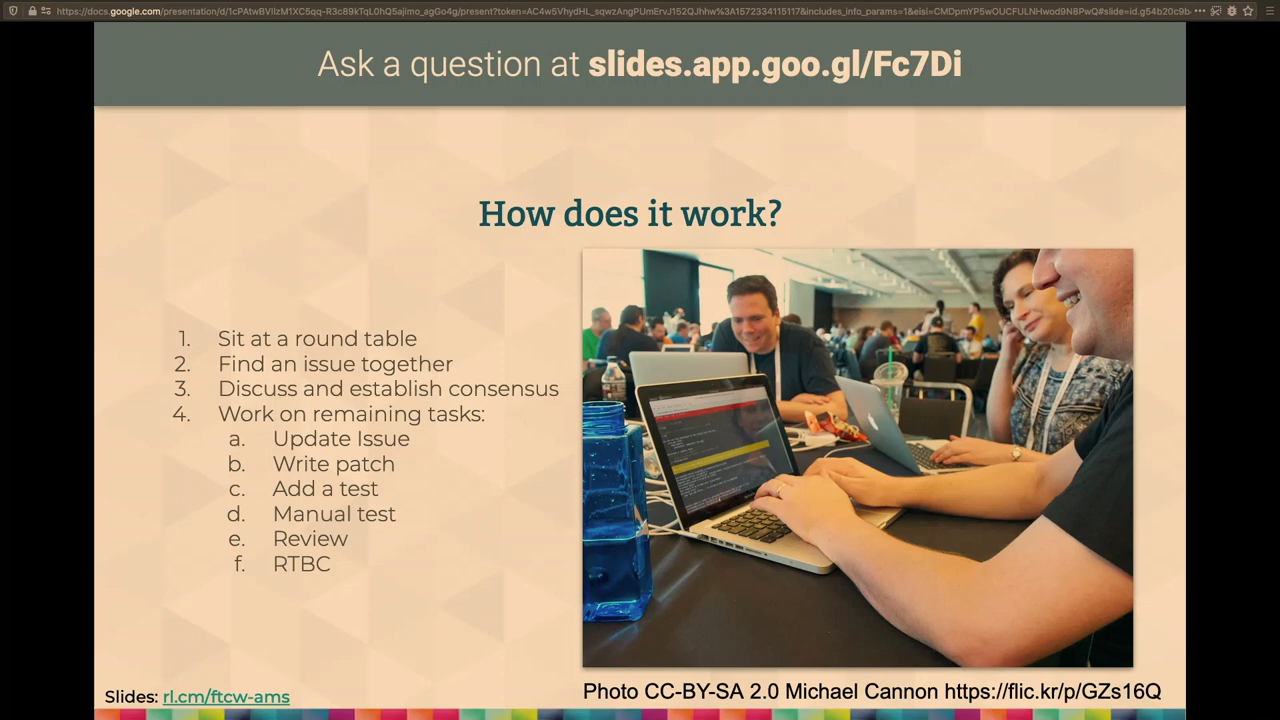 Ask a question at slides.app.goo.gl/Fc7Di
How does it work?
1. Sit at a round table
2. Find an issue together
3. Discuss and establish consensus
4. Work on remaining tasks:
a. Update Issue
b. Write patch
c. Add a test
d. Manual test
e. Review
f. RTBC
Slides: rl.cm/ftcw-ams
Photo CC-BY-SA 2.0 Michael Cannon https://flic.kr/p/GZs16Q